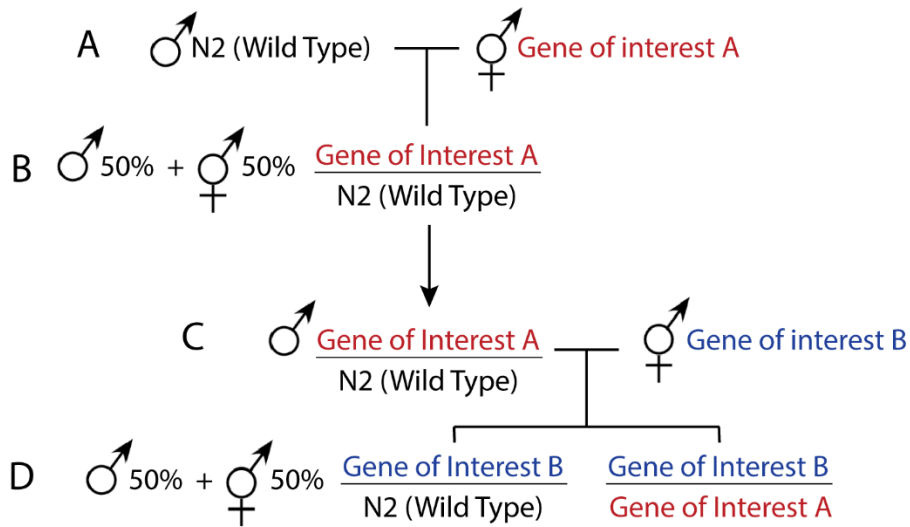 A N2 (Wild Type) Gene of interest A
B 50% + 50% Gene of Interest A
N2 (Wild Type)
C Gene of Interest A
N2 (Wild Type) Gene of interest B
D 50% + 50% Gene of Interest B Gene of Interest B
N2 (Wild Type) Gene of Interest A